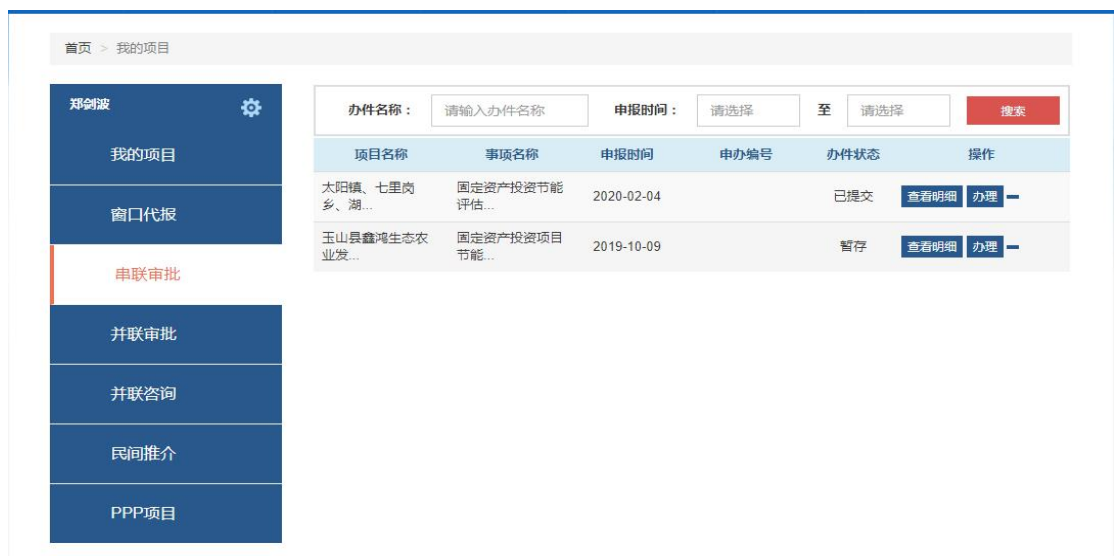 首页 > 我的项目
郑剑波
我的项目
窗口代报
串联审批
并联审批
并联咨询
民间推介
PPP项目
办件名称： 请输入办件名称 申报时间： 请选择 至 请选择 搜索
项目名称 事项名称 申报时间 申办编号 办件状态 操作
太阳镇、七里岗 固定资产投资节能
乡、湖... 评估... 2020-02-04 已提交 查看明细 办理
玉山县鑫鸿生态农 固定资产投资项目
业发... 节能... 2019-10-09 暂存 查看明细 办理